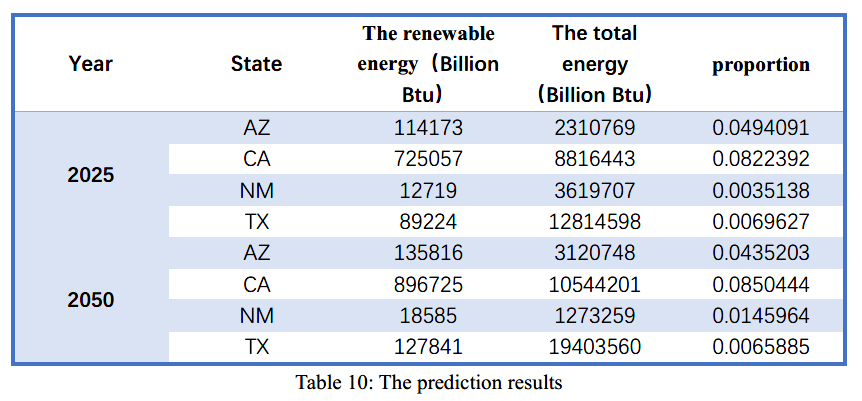 Year State The renewable energy（Billion Btu） The total energy （Billion Btu） proportion
2025 AZ 114173 2310769 0.0494091
CA 725057 8816443 0.0822392
NM 12719 3619707 0.0035138
TX 89224 12814598 0.0069627
2050 AZ 135816 3120748 0.0435203
CA 896725 10544201 0.0850444
NM 18585 1273259 0.0145964
TX 127841 19403560 0.0065885
Table 10: The prediction results